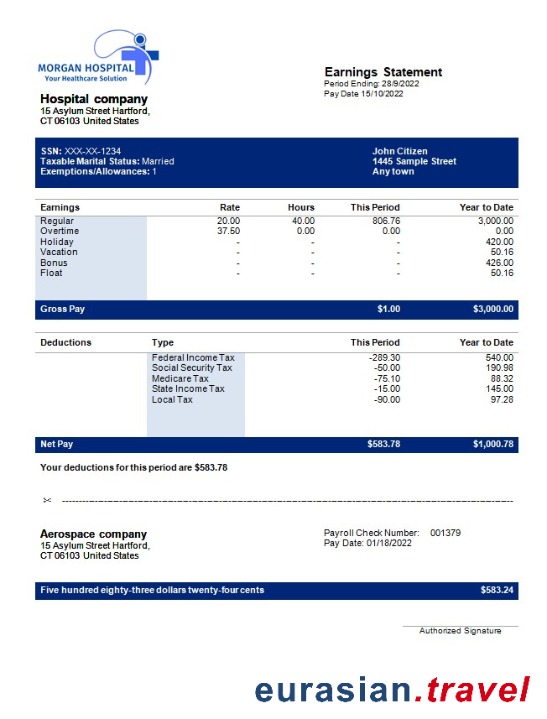 MORGAN HOSPITAL
Your Healthcare Solution
Hospital company
15 Asylum Street Hartford,
CT 06103 United States
Earnings Statement
Period Ending: 28/9/2022
Pay Date 15/10/2022
SSN: XXX-XX-1234
Taxable Marital Status: Married
Exemptions/Allowances: 1
John Citizen
1445 Sample Street
Any town
Earnings Rate Hours This Period Year to Date
Regular 20.00 40.00 806.76 3,000.00
Overtime 37.50 0.00 0.00 0.00
Holiday - - - 420.00
Vacation - - - 50.16
Bonus - - - 426.00
Float - - - 50.16
Gross Pay $1.00 $3,000.00
Deductions Type This Period Year to Date
Federal Income Tax -289.30 540.00
Social Security Tax -50.00 190.98
Medicare Tax -75.10 88.32
State Income Tax -15.00 145.00
Local Tax -90.00 97.28
Net Pay $583.78 $1,000.78
Your deductions for this period are $583.78
Aerospace company
15 Asylum Street Hartford,
CT 06103 United States
Payroll Check Number: 001379
Pay Date: 01/18/2022
Five hundred eighty-three dollars twenty-four cents $583.24
Authorized Signature
eurasian.travel